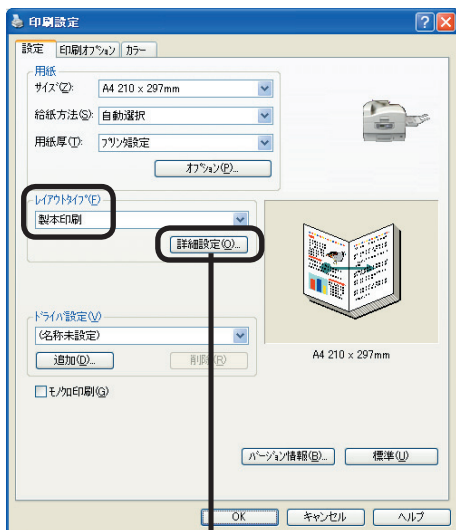 印刷設定
設定 印刷オプション カラー
用紙
サイズ(Z): A4 210 x 297mm
給紙方法(S): 自動選択
用紙厚(T): プリンタ設定
オプション(P)...
レイアウトタイプ(F)
製本印刷
詳細設定(O)...
ドライバ設定(V)
(名称未設定)
追加(D)... 削除(R)
A4 210 x 297mm
モノクロ印刷(G)
バージョン情報(B)... 標準(U)
OK キャンセル ヘルプ